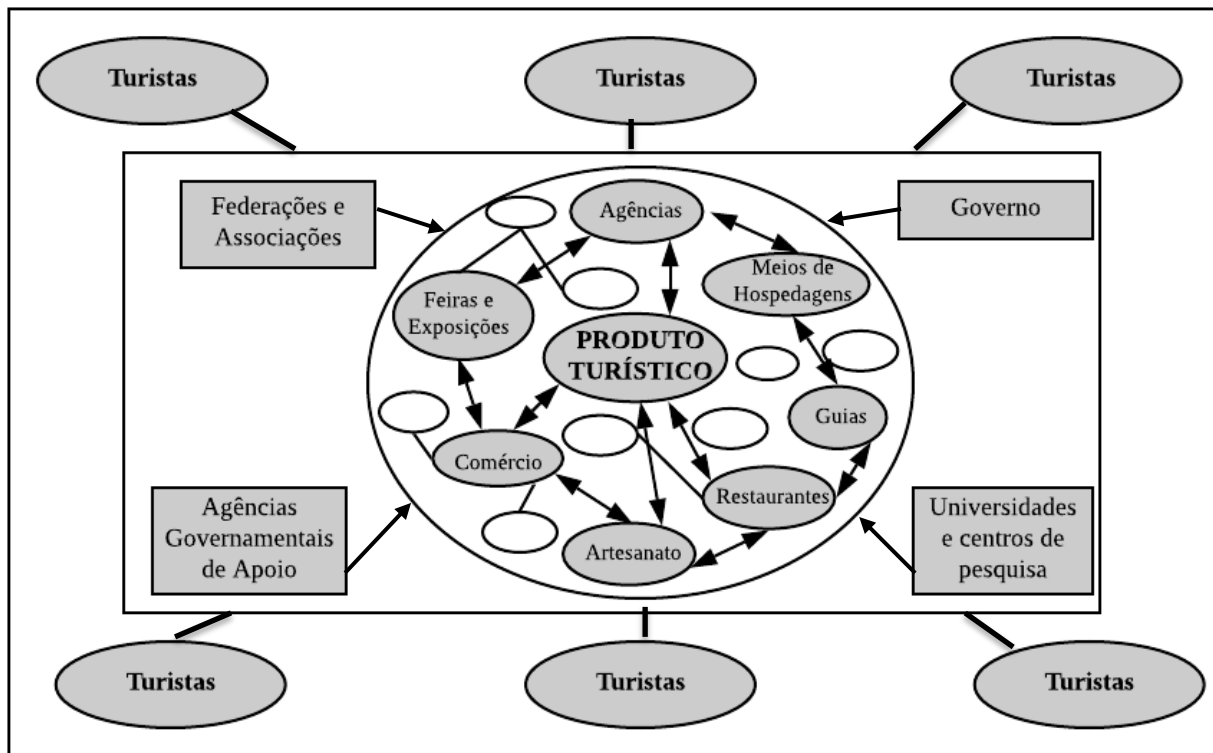 Turistas
Turistas
Turistas
Federações e
Associações
Governo
Agências
Meios de
Hospedagens
Feiras e
Exposições
PRODUTO
TURÍSTICO
Guias
Comércio
Restaurantes
Artesanato
Agências
Governamentais
de Apoio
Universidades
e centros de
pesquisa
Turistas
Turistas
Turistas